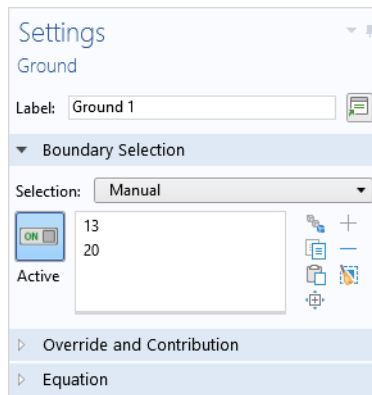 Settings
Ground
Label: Ground 1
Boundary Selection
Selection: Manual
ON
13
20
Active
Override and Contribution
Equation